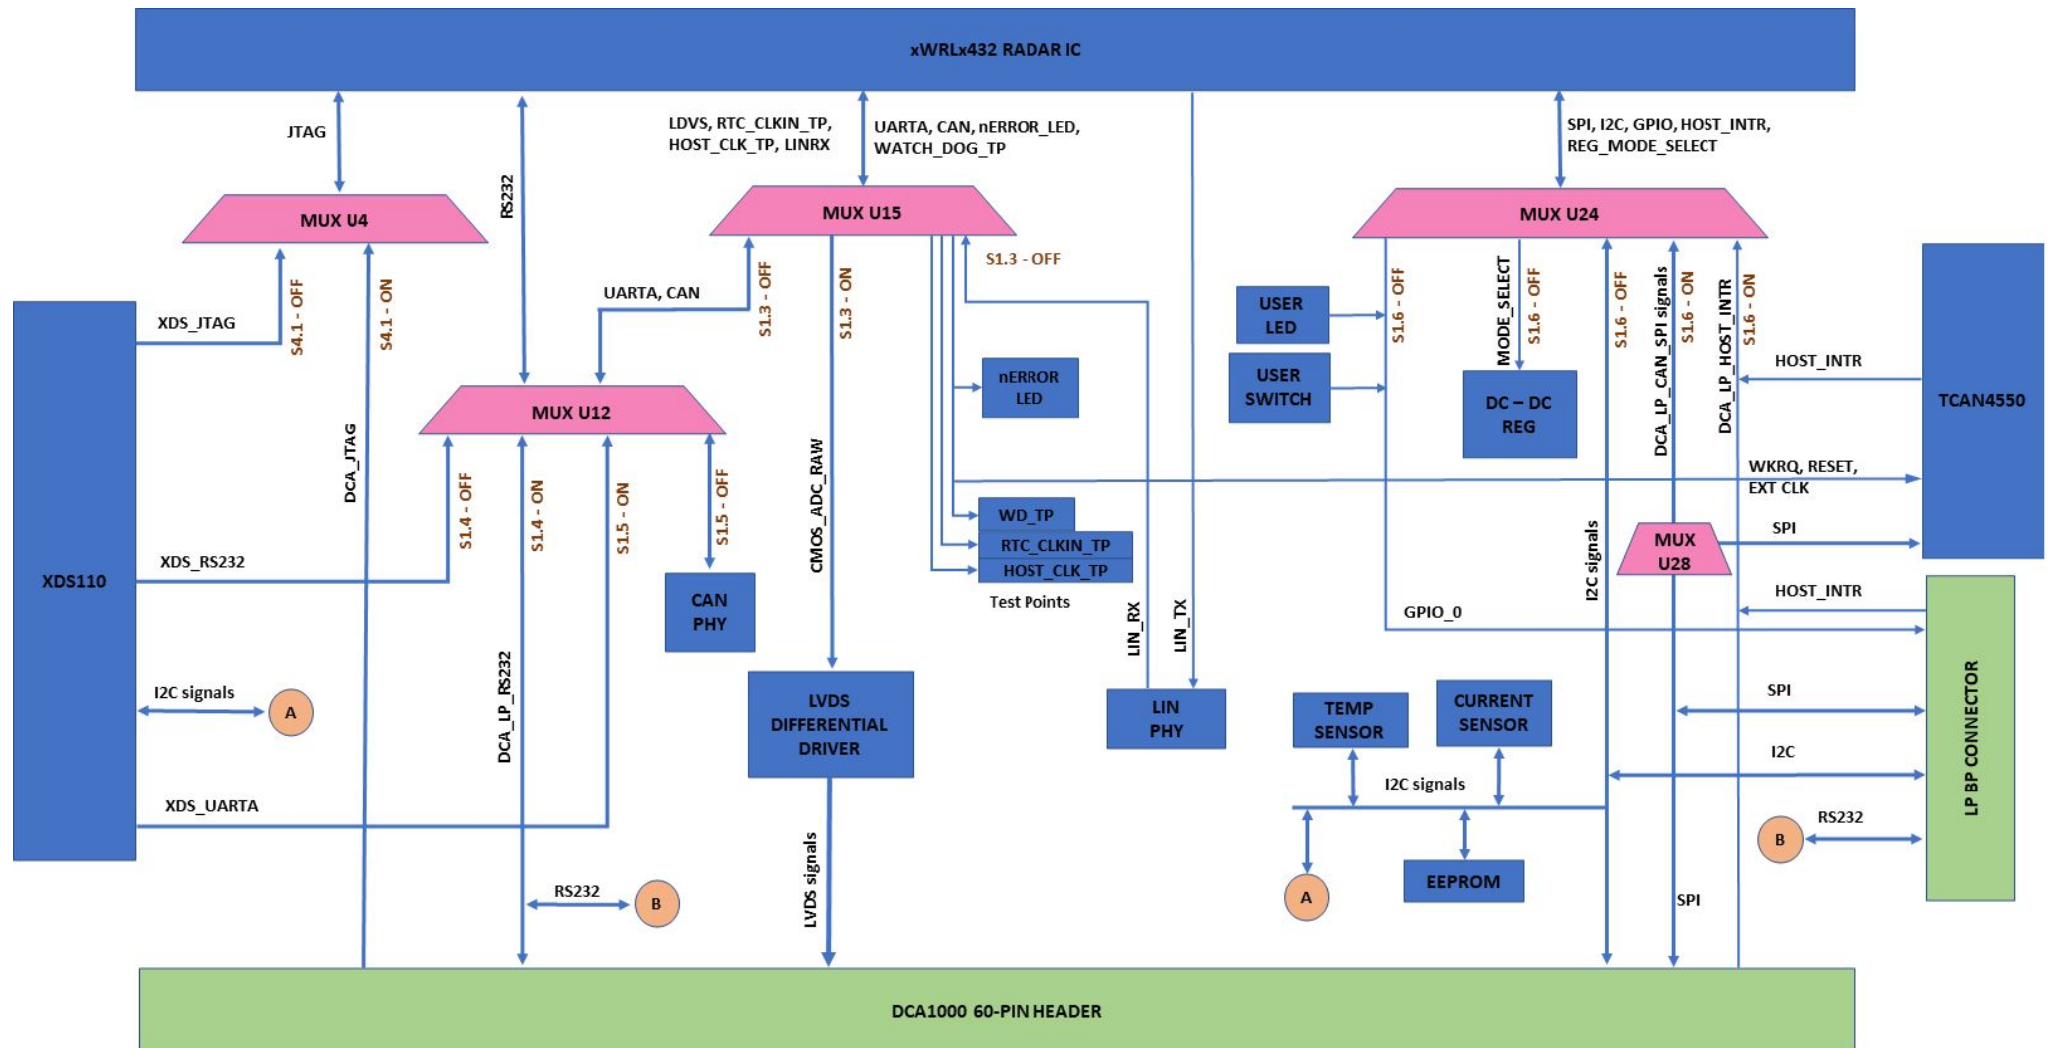 xWRLx432 RADAR IC
JTAG
RS232
LDVS, RTC_CLKIN_TP,
HOST_CLK_TP, LINRX
UARTA, CAN, nERROR_LED,
WATCH_DOG_TP
SPI, I2C, GPIO, HOST_INTR,
REG_MODE_SELECT
MUX U4
MUX U15
MUX U24
S4.1 - OFF
S4.1 - ON
XDS_JTAG
DCA_JTAG
UARTA, CAN
S1.3 - OFF
S1.3 - ON
S1.3 - OFF
CMOS_ADC_RAW
nERROR
LED
USER
LED
USER
SWITCH
S1.6 - OFF
MODE_SELECT
S1.6 - OFF
DC – DC
REG
S1.6 - OFF
DCA_LP_CAN_SPI signals
S1.6 - ON
DCA_LP_HOST_INTR
S1.6 - ON
HOST_INTR
TCAN4550
MUX U12
S1.4 - OFF
S1.4 - ON
S1.5 - ON
S1.5 - OFF
WKRQ, RESET,
EXT CLK
WD_TP
RTC_CLKIN_TP
HOST_CLK_TP
Test Points
MUX
U28
SPI
XDS110
XDS_RS232
CAN
PHY
LIN_RX
LIN_TX
I2C signals
HOST_INTR
GPIO_0
I2C signals
A
DCA_LP_RS232
LVDS
DIFFERENTIAL
DRIVER
LIN
PHY
TEMP
SENSOR
CURRENT
SENSOR
SPI
I2C
LP BP CONNECTOR
I2C signals
XDS_UARTA
B
RS232
RS232
B
LVDS signals
A
EEPROM
SPI
DCA1000 60-PIN HEADER